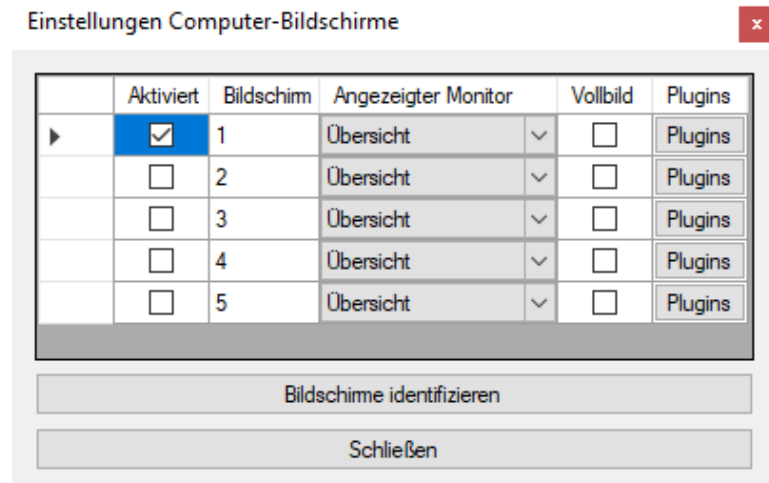 Einstellungen Computer-Bildschirme
x
Aktiviert Bildschirm Angezeigter Monitor Vollbild Plugins
1 Übersicht Plugins
2 Übersicht Plugins
3 Übersicht Plugins
4 Übersicht Plugins
5 Übersicht Plugins
Bildschirme identifizieren
Schließen